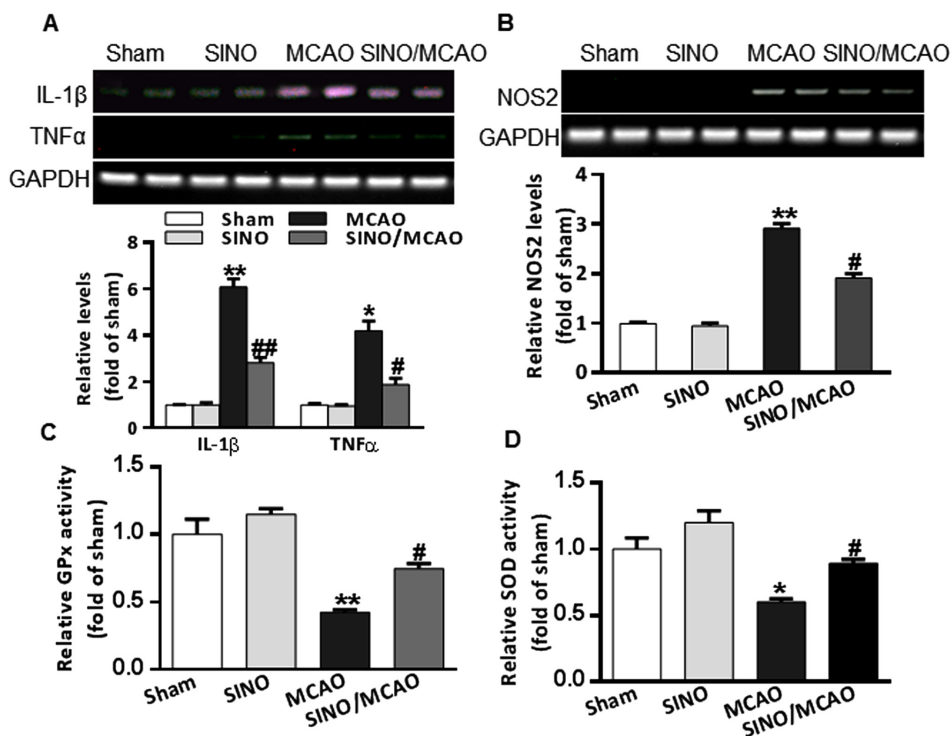 A
Sham SINO MCAO SINO/MCAO
IL-1β
TNFα
GAPDH
Sham MCAO
SINO SINO/MCAO
Relative levels
(fold of sham)
8
6
4
2
0
** ## * #
IL-1β TNFα
B
Sham SINO MCAO SINO/MCAO
NOS2
GAPDH
Relative NOS2 levels
(fold of sham)
4
3
2
1
0
** #
Sham SINO MCAO SINO/MCAO
C
Relative GPx activity
(fold of sham)
1.5
1.0
0.5
0.0
** #
Sham SINO MCAO SINO/MCAO
D
Relative SOD activity
(fold of sham)
1.5
1.0
0.5
0.0
* #
Sham SINO MCAO SINO/MCAO